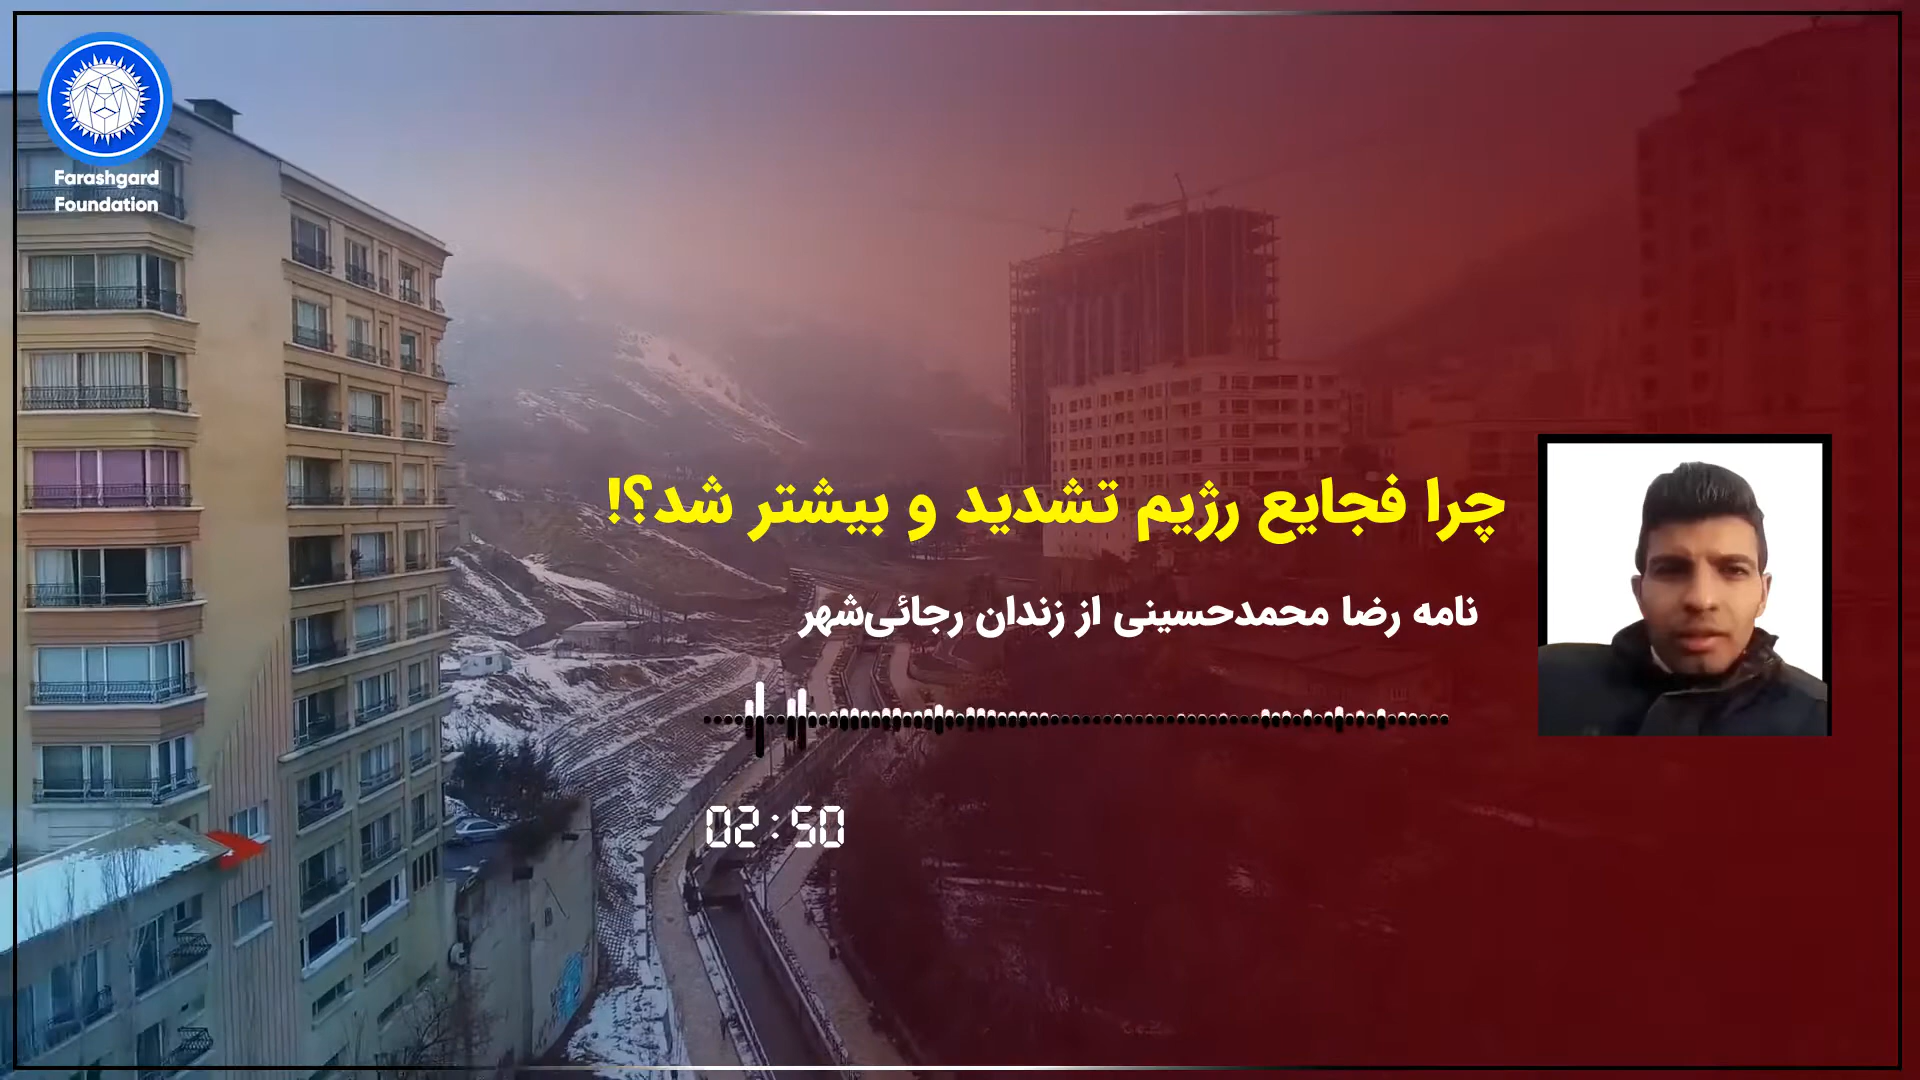 Farashgard
Foundation
چرا فجایع رژیم تشدید و بیشتر شد؟!
نامه رضا محمدحسینی از زندان رجائی‌شهر
02:50